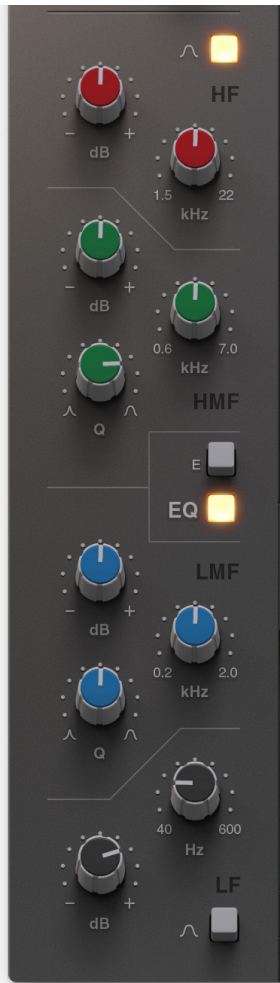 HF
- +
dB
1.5 22
kHz
- +
dB
0.6 7.0
kHz
HMF
Q
E
EQ
LMF
- +
dB
0.2 2.0
kHz
Q
40 600
Hz
LF
- +
dB